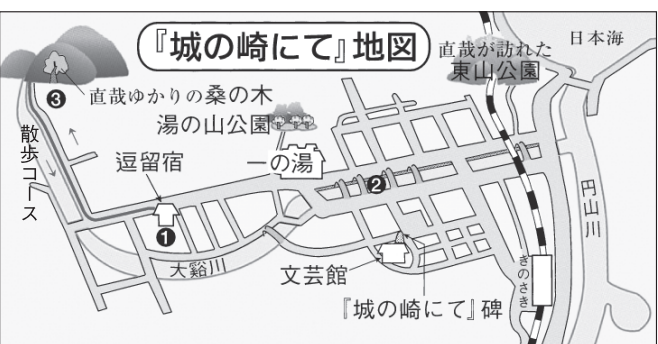 『城の崎にて』地図
直哉が訪れた
東山公園
日本海
❸
直哉ゆかりの桑の木
湯の山公園
散歩コース
逗留宿
一の湯
❷
円山川
❶
大谿川
文芸館
きのさき
『城の崎にて』碑